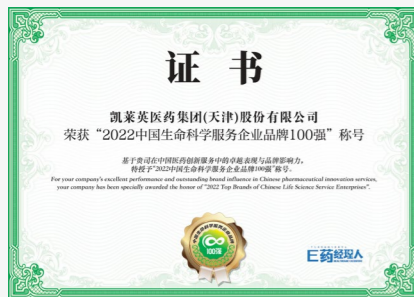 证 书
凯莱英医药集团(天津)股份有限公司
荣获“2022中国生命科学服务企业品牌100强”称号
基于贵司在中国医药创新服务中的卓越表现与品牌影响力，
特授予“2022中国生命科学服务企业品牌100强”称号。
For your company's excellent performance and outstanding brand influence in Chinese pharmaceutical innovation services,
your company has been specially awarded the honor of "2022 Top Brands of Chinese Life Science Service Enterprises".
100强
E药经理人